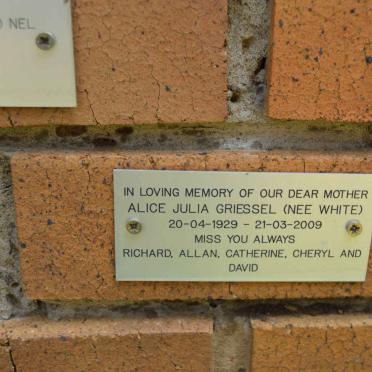 NEL
IN LOVING MEMORY OF OUR DEAR MOTHER
ALICE JULIA GRIESSEL (NEE WHITE)
20-04-1929 - 21-03-2009
MISS YOU ALWAYS
RICHARD, ALLAN, CATHERINE, CHERYL AND
DAVID